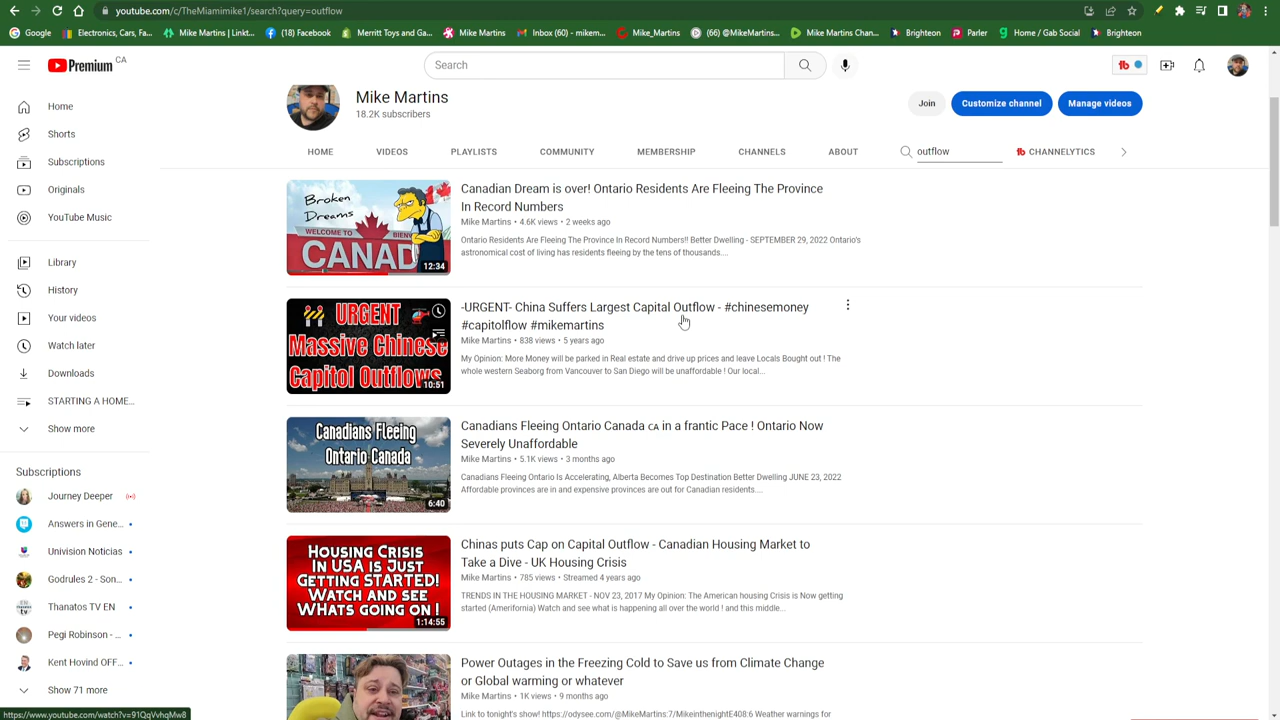 youtube.com/c/TheMiamimike1/search?query=outflow
Google
Electronics, Cars, A...
Mike Martins | Linkt...
(18) Facebook
Merritt Toyota and Ga...
Mike Martins
Inbox (60) - mikem...
Mike_Martins
(66) @MikeMartins...
Mike Martins Chan...
Brighteon
Parler
Home / Gab Social
Brighteon
Premium CA
Search
Home
Shorts
Subscriptions
Originals
YouTube Music
Library
History
Your videos
Watch later
Downloads
STARTING A HOME...
Show more
Subscriptions
Journey Deeper
Answers in Gene...
Univision Noticias
Godrules 2 - Son...
Thanatos TV EN
Pegi Robinson - ...
Kent Hovind OFF...
Show 71 more
https://www.youtube.com/watch?v=91QqVvhqMw8
Mike Martins
18.2K subscribers
Join
Customize channel
Manage videos
HOME
VIDEOS
PLAYLISTS
COMMUNITY
MEMBERSHIP
CHANNELS
ABOUT
outflow
CHANNELYTICS
Broken
Dreams
WELCOME TO
BIENV
CANAD
12:34
Canadian Dream is over! Ontario Residents Are Fleeing The Province
In Record Numbers
Mike Martins • 4.6K views • 2 weeks ago
Ontario Residents Are Fleeing The Province In Record Numbers!! Better Dwelling - SEPTEMBER 29, 2022 Ontario's
astronomical cost of living has residents fleeing by the tens of thousands....
URGENT
Massive Chinese
Capitol Outflows
10:51
-URGENT- China Suffers Largest Capital Outflow - #chinesemoney
#capitolflow #mikemartins
Mike Martins • 838 views • 5 years ago
My Opinion: More Money will be parked in Real estate and drive up prices and leave Locals Bought out ! The
whole western Seaborg from Vancouver to San Diego will be unaffordable ! Our local...
Canadians Fleeing
Ontario Canada
6:40
Canadians Fleeing Ontario Canada CA in a frantic Pace ! Ontario Now
Severely Unaffordable
Mike Martins • 5.1K views • 3 months ago
Canadians Fleeing Ontario Is Accelerating, Alberta Becomes Top Destination Better Dwelling JUNE 23, 2022
Affordable provinces are in and expensive provinces are out for Canadian residents....
HOUSING CRISIS
IN USA IS JUST
GETTING STARTED!
WATCH AND SEE
WHATS GOING ON !
1:14:55
Chinas puts Cap on Capital Outflow - Canadian Housing Market to
Take a Dive - UK Housing Crisis
Mike Martins • 785 views • Streamed 4 years ago
TRENDS IN THE HOUSING MARKET - NOV 23, 2017 My Opinion: The American housing Crisis is Now geting
started (Amerifornia) Watch and see what is happening all over the world ! and this middle...
Power Outages in the Freezing Cold to Save us from Climate Change
or Global warming or whatever
Mike Martins • 1K views • 9 months ago
Link to tonight's show! https://odysee.com/@MikeMartins:7/MikeinthenightE408:6 Weather warnings for